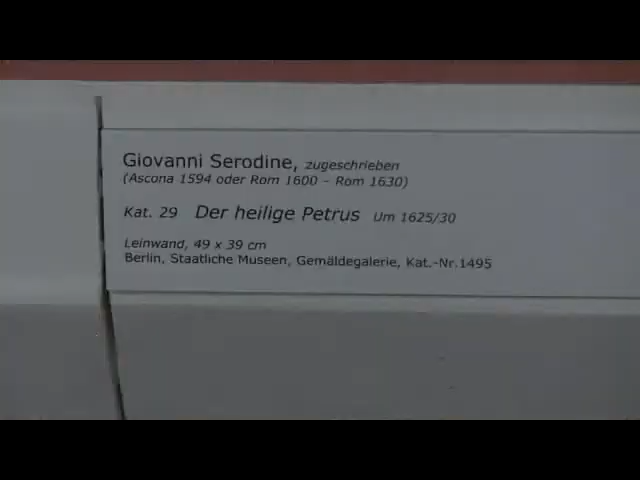 Giovanni Serodine, zugeschrieben
(Ascona 1594 oder Rom 1600 – Rom 1630)
Kat. 29 Der heilige Petrus Um 1625/30
Leinwand, 49 x 39 cm
Berlin, Staatliche Museen, Gemäldegalerie, Kat.-Nr.1495